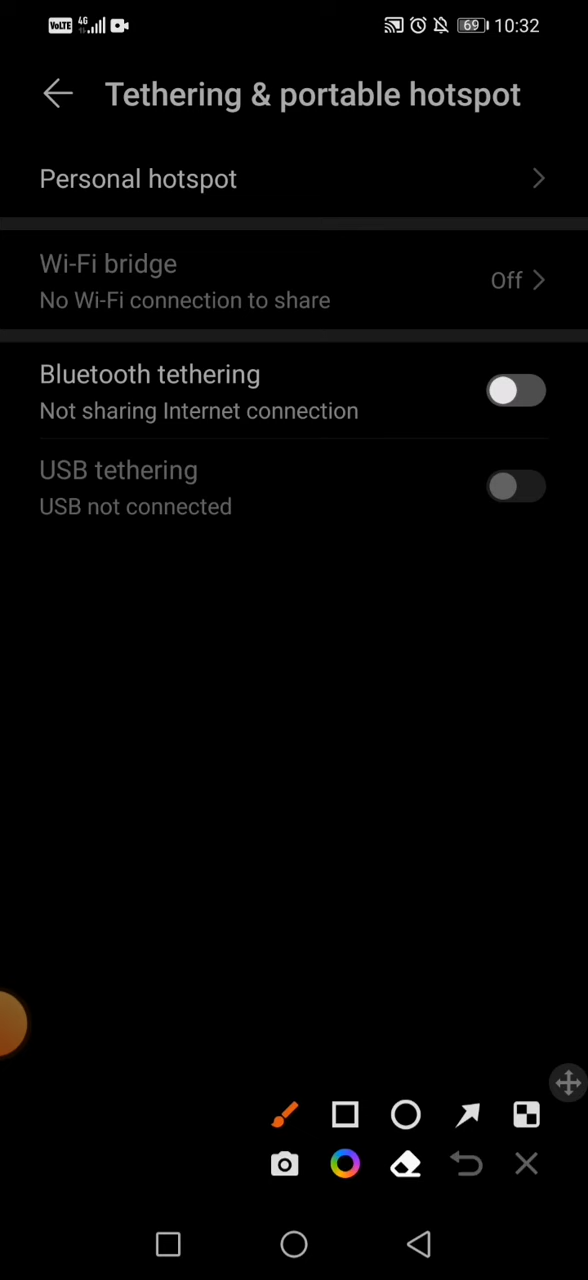 VoLTE 4G 69 10:32
Tethering & portable hotspot
Personal hotspot
Wi-Fi bridge
No Wi-Fi connection to share
Off
Bluetooth tethering
Not sharing Internet connection
USB tethering
USB not connected